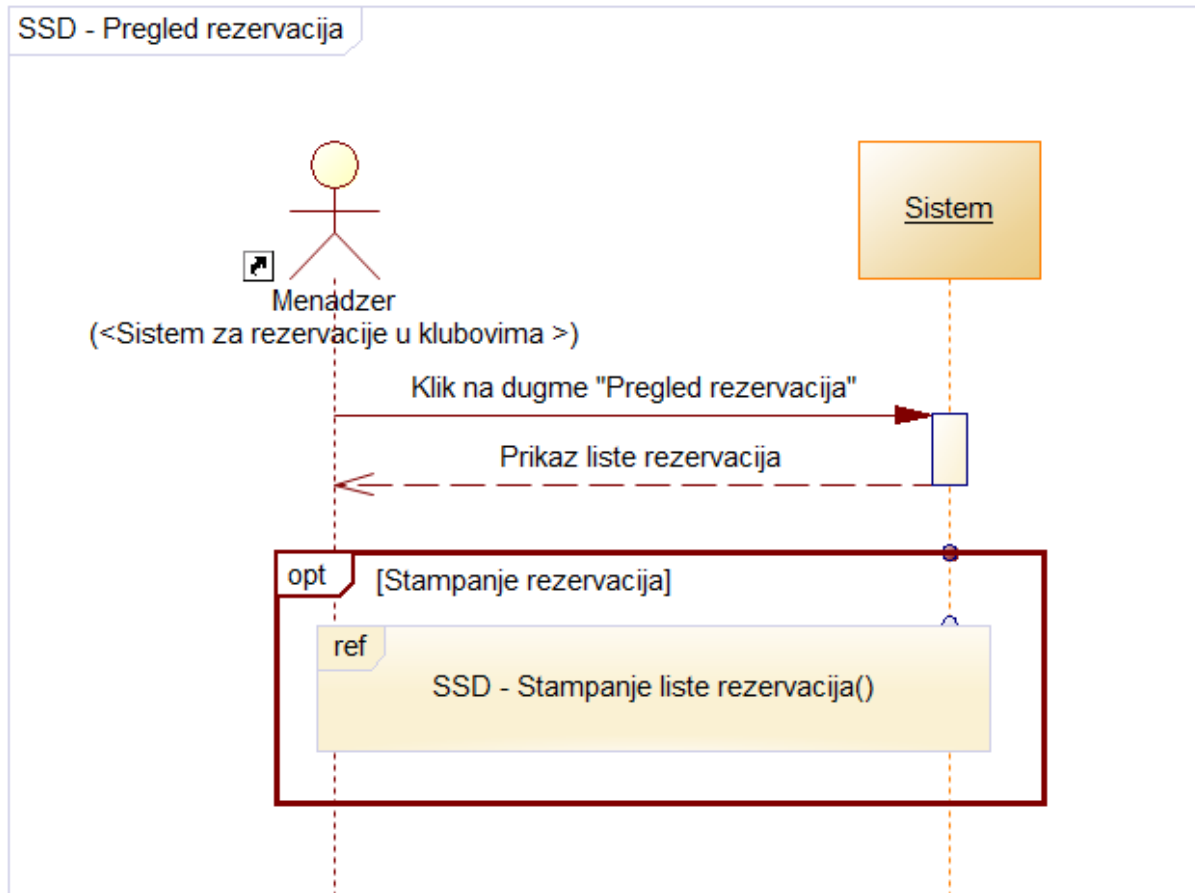 SSD - Pregled rezervacija
Sistem
Menadzer
(<Sistem za rezervacije u klubovima >)
Klik na dugme "Pregled rezervacija"
Prikaz liste rezervacija
opt
[Stampanje rezervacija]
ref
SSD - Stampanje liste rezervacija()